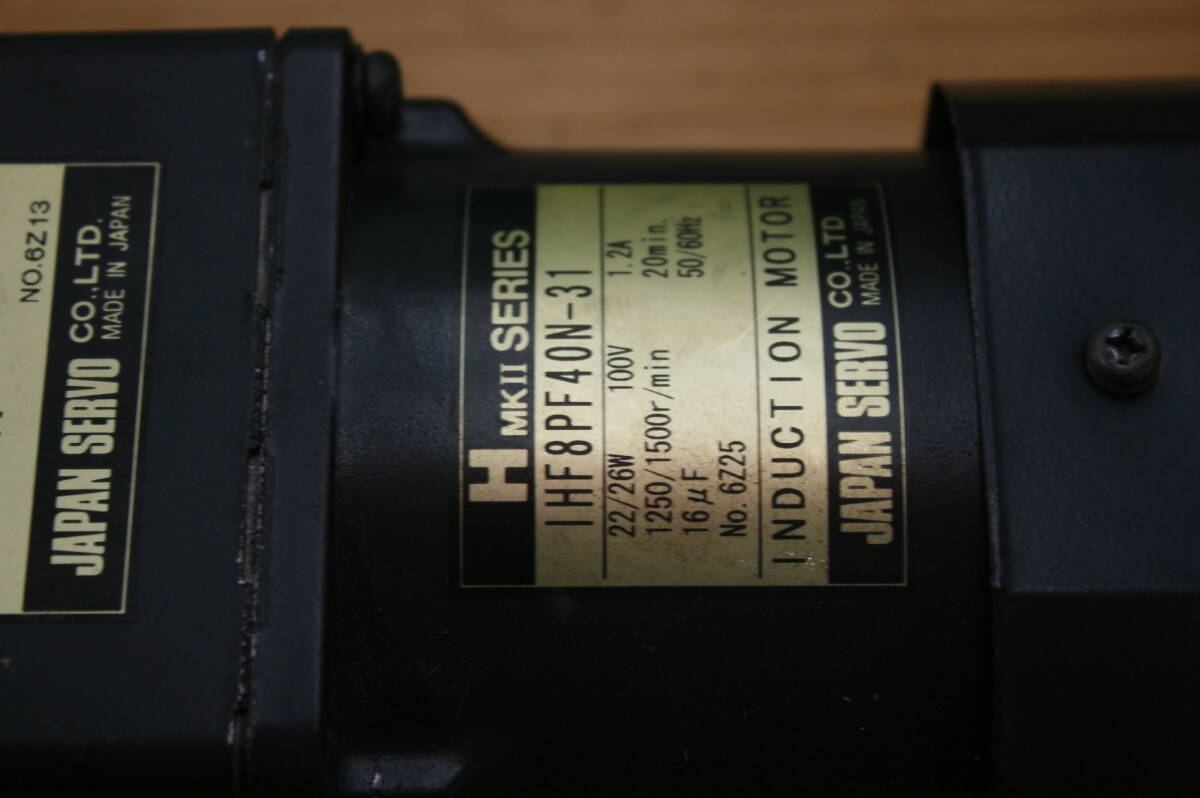 NO.6Z13
JAPAN SERVO CO.,LTD.
MADE IN JAPAN
H MKII SERIES
IHF8PF40N-31
22/26W 100V 1.2A
1250/1500r/min 20min.
16μF 50/60Hz
No.6Z25
INDUCTION MOTOR
JAPAN SERVO CO.,LTD.
MADE IN JAPAN